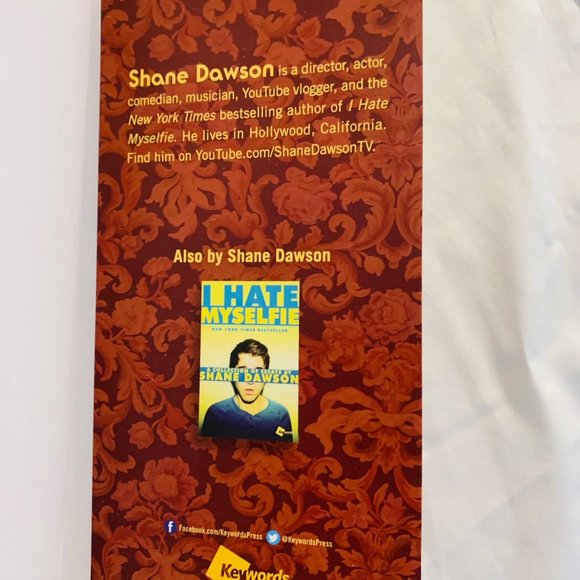 Shane Dawson is a director, actor,
comedian, musician, YouTube vlogger, and the
New York Times bestselling author of I Hate
Myselfie. He lives in Hollywood, California.
Find him on YouTube.com/ShaneDawsonTV.
Also by Shane Dawson
I HATE
MYSELFIE
NEW YORK TIMES BESTSELLER
A COLLECTION OF ESSAYS BY
SHANE DAWSON
Facebook.com/KeywordsPress @KeywordsPress
Keywords